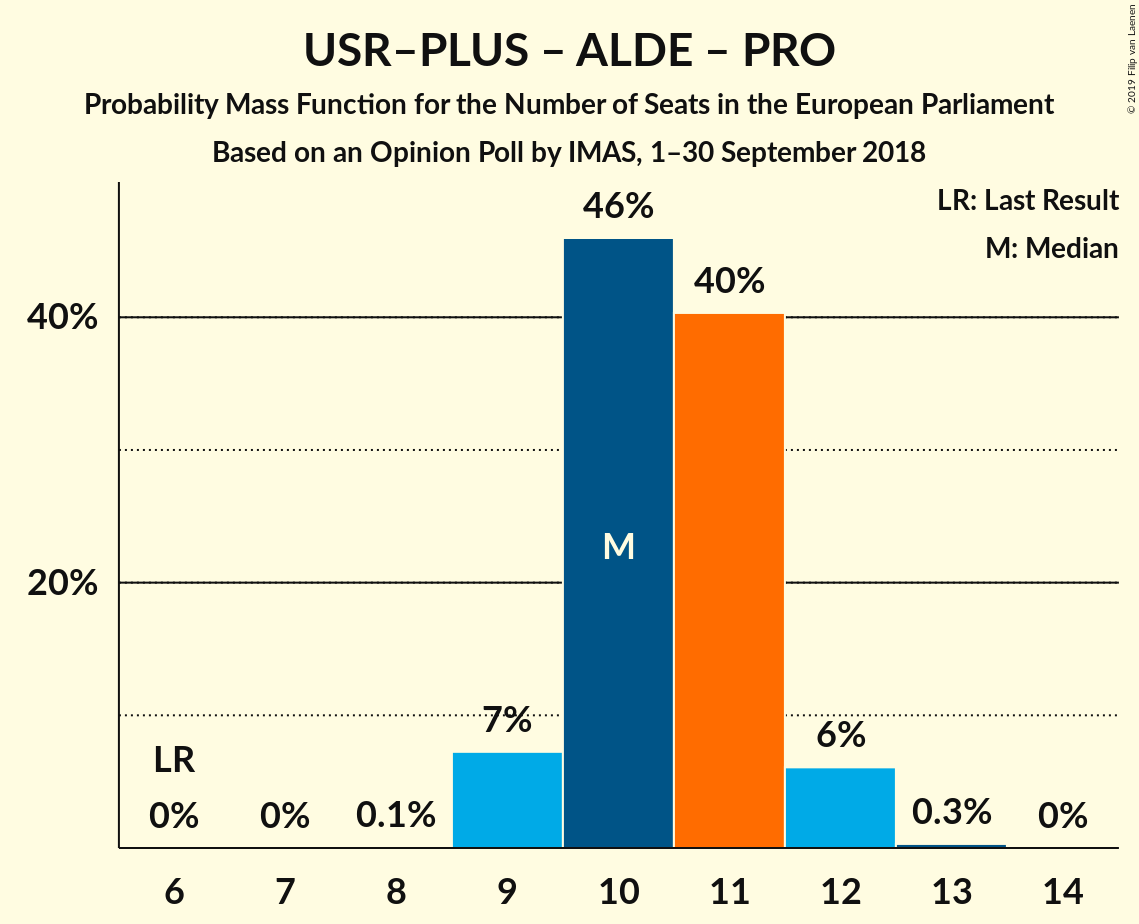 USR–PLUS – ALDE – PRO
Probability Mass Function for the Number of Seats in the European Parliament
Based on an Opinion Poll by IMAS, 1–30 September 2018
© 2019 Filip van Laenen
LR: Last Result
M: Median
46%
40%
40%
M
20%
7%
6%
LR
0%
0%
0.1%
0.3%
0%
6
7
8
9
10
11
12
13
14